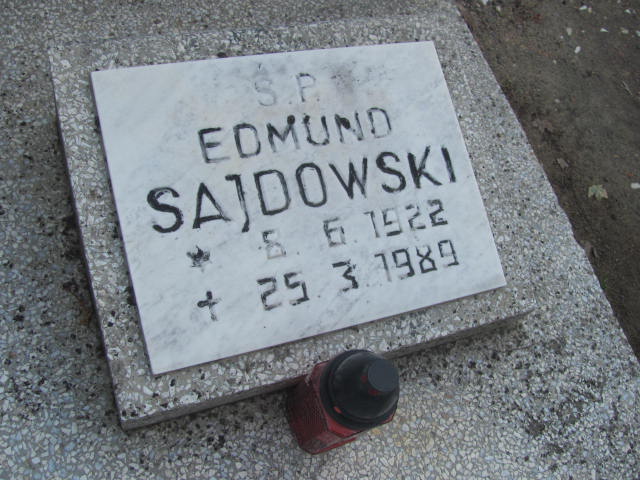 Ś.P.
EDMUND
SAJDOWSKI
* 6. 6. 1922
✝ 25. 3. 1989